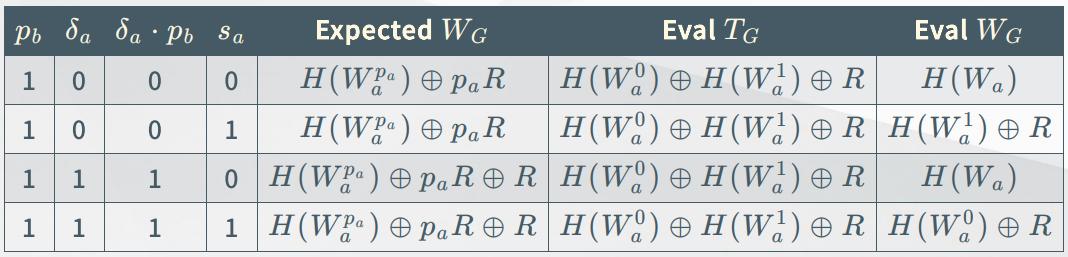 $p_b$ $\delta_a$ $\delta_a \cdot p_b$ $s_a$ Expected $W_G$ Eval $T_G$ Eval $W_G$
1 0 0 0 $H(W_a^{p_a}) \oplus p_a R$ $H(W_a^0) \oplus H(W_a^1) \oplus R$ $H(W_a)$
1 0 0 1 $H(W_a^{p_a}) \oplus p_a R$ $H(W_a^0) \oplus H(W_a^1) \oplus R$ $H(W_a^1) \oplus R$
1 1 1 0 $H(W_a^{p_a}) \oplus p_a R \oplus R$ $H(W_a^0) \oplus H(W_a^1) \oplus R$ $H(W_a)$
1 1 1 1 $H(W_a^{p_a}) \oplus p_a R \oplus R$ $H(W_a^0) \oplus H(W_a^1) \oplus R$ $H(W_a^0) \oplus R$